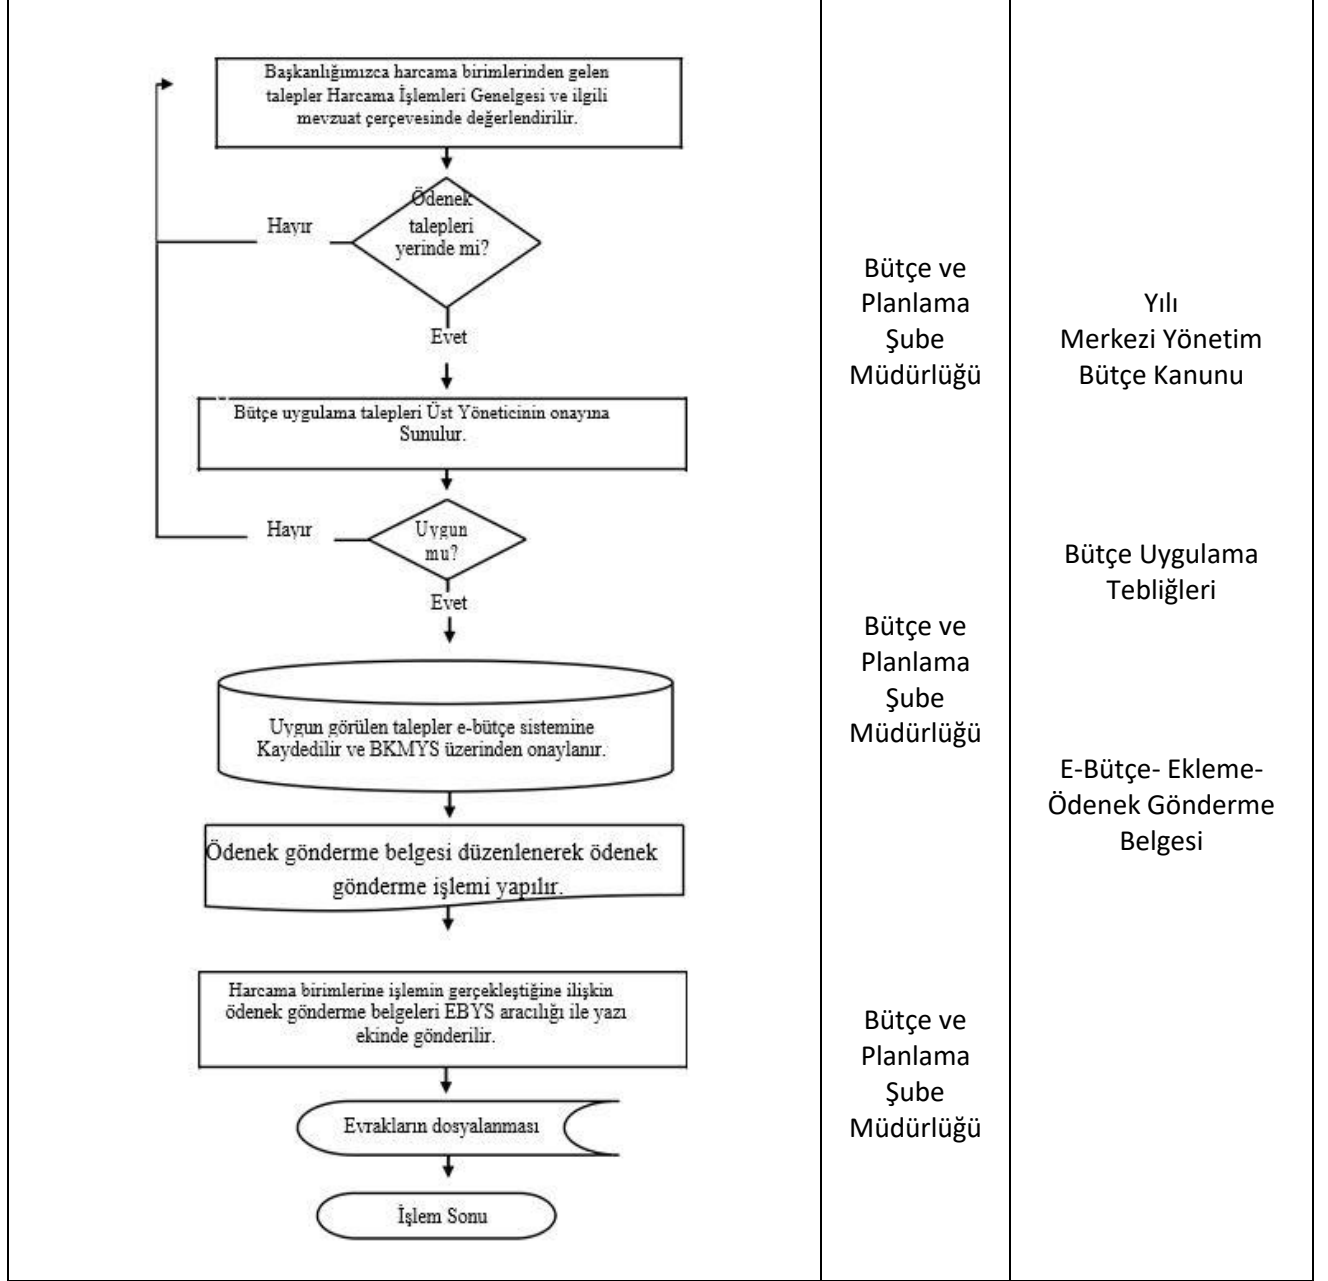 Başkanlığımızca harcama birimlerinden gelen
talepler Harcama İşlemleri Genelgesi ve ilgili
mevzuat çerçevesinde değerlendirilir.
Ödenek
talepleri
yerinde mi?
Hayır
Evet
Bütçe uygulama talepleri Üst Yöneticinin onayına
Sunulur.
Uygun
mu?
Hayır
Evet
Uygun görülen talepler e-bütçe sistemine
Kaydedilir ve BKMYS üzerinden onaylanır.
Ödenek gönderme belgesi düzenlenerek ödenek
gönderme işlemi yapılır.
Harcama birimlerine işlemin gerçekleştiğine ilişkin
ödenek gönderme belgeleri EBYS aracılığı ile yazı
ekinde gönderilir.
Evrakların dosyalanması
İşlem Sonu
Bütçe ve
Planlama
Şube
Müdürlüğü
Bütçe ve
Planlama
Şube
Müdürlüğü
Bütçe ve
Planlama
Şube
Müdürlüğü
Yılı
Merkezi Yönetim
Bütçe Kanunu
Bütçe Uygulama
Tebliğleri
E-Bütçe- Ekleme-
Ödenek Gönderme
Belgesi